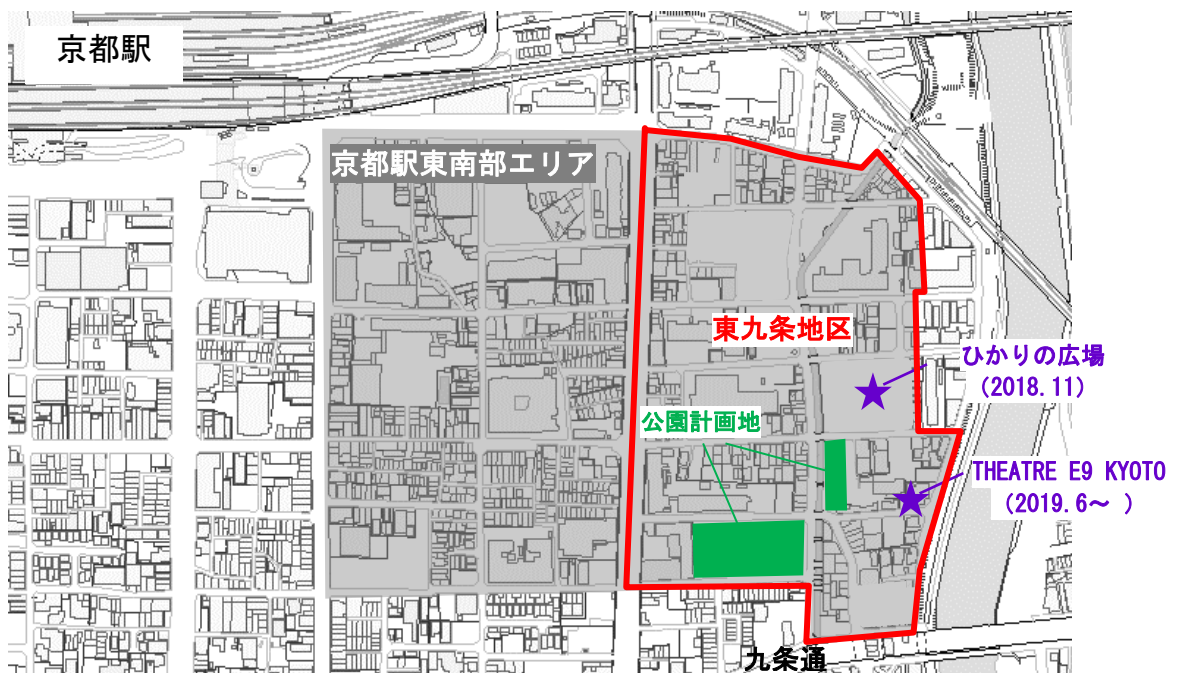 京都駅
京都駅東南部エリア
東九条地区
ひかりの広場
(2018.11)
公園計画地
THEATRE E9 KYOTO
(2019.6～ )
九条通